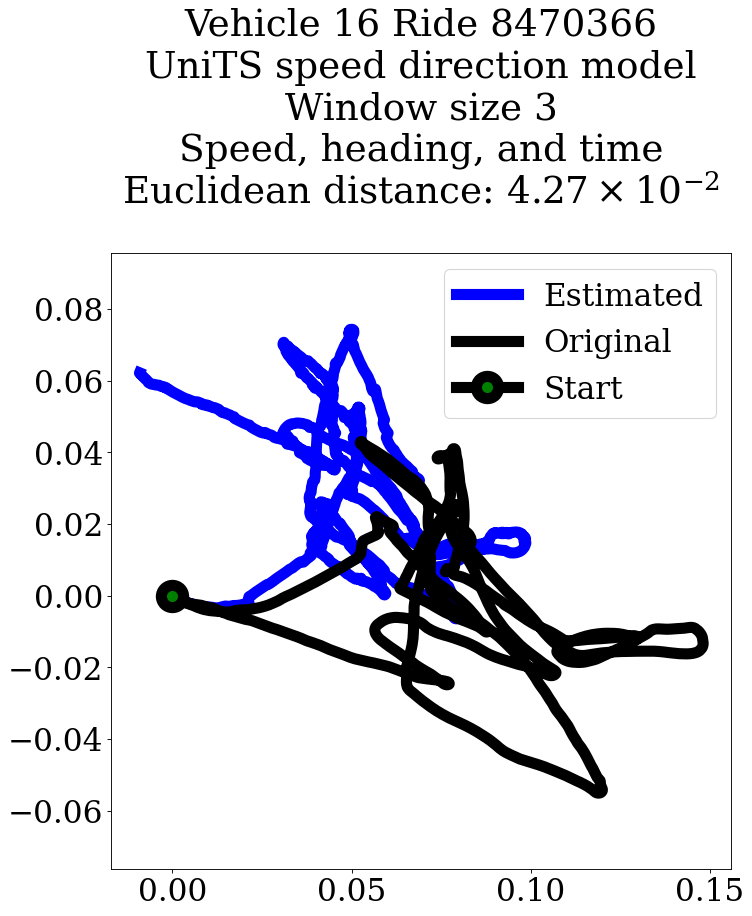 Vehicle 16 Ride 8470366
UniTS speed direction model
Window size 3
Speed, heading, and time
Euclidean distance: 4.27 × 10⁻²
Estimated
Original
Start
0.08
0.06
0.04
0.02
0.00
−0.02
−0.04
−0.06
0.00 0.05 0.10 0.15